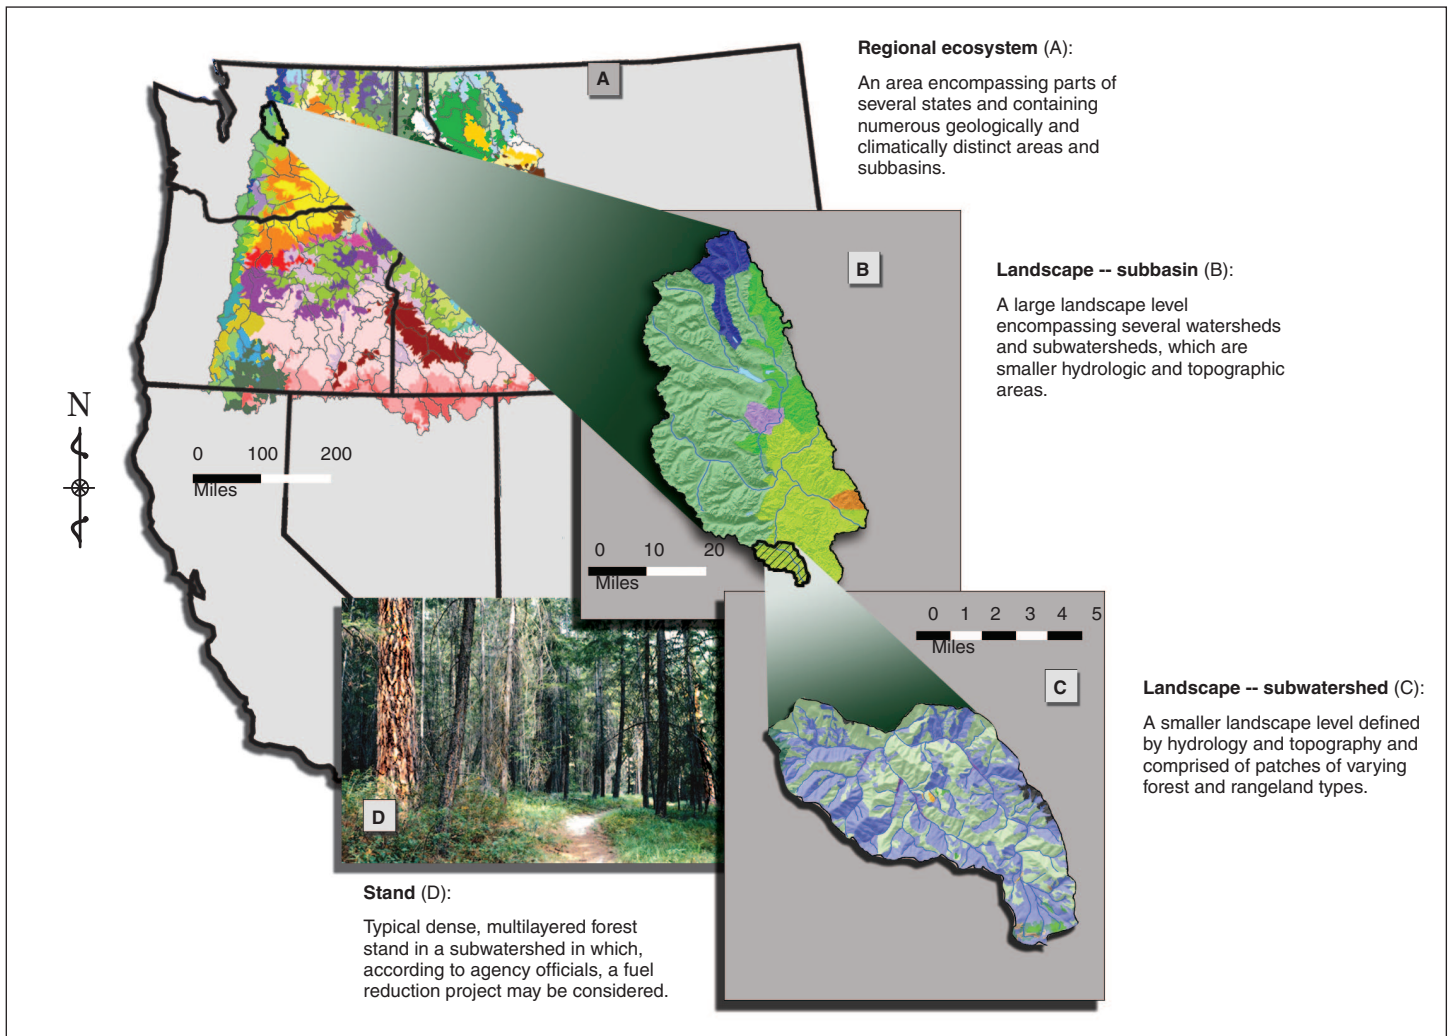 A
Regional ecosystem (A):
An area encompassing parts of
several states and containing
numerous geologically and
climatically distinct areas and
subbasins.
B
Landscape -- subbasin (B):
A large landscape level
encompassing several watersheds
and subwatersheds, which are
smaller hydrologic and topographic
areas.
N
0 100 200
Miles
0 10 20
Miles
0 1 2 3 4 5
Miles
C
Landscape -- subwatershed (C):
A smaller landscape level defined
by hydrology and topography and
comprised of patches of varying
forest and rangeland types.
D
Stand (D):
Typical dense, multilayered forest
stand in a subwatershed in which,
according to agency officials, a fuel
reduction project may be considered.